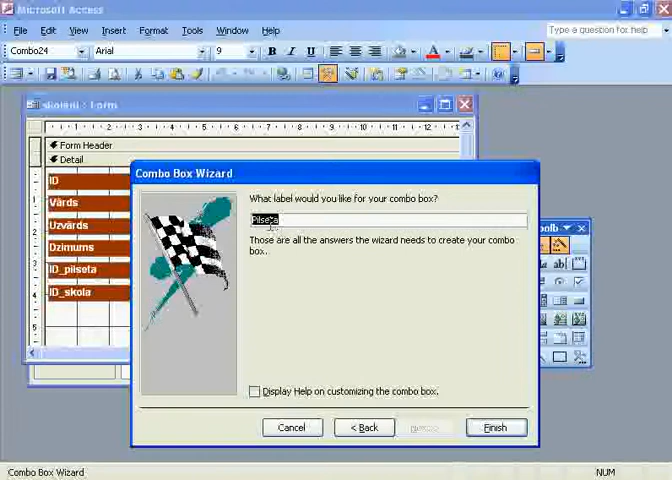 Microsoft Access
File Edit View Insert Format Tools Window Help Type a question for help
Combo24 Arial 9 B I U
skoleni : Form
Form Header
Detail
ID
Vārds
Uzvārds
Dzimums
ID_pilseta
ID_skola
Combo Box Wizard
What label would you like for your combo box?
Pilseta
Those are all the answers the wizard needs to create your combo
box.
Display Help on customizing the combo box.
Cancel < Back Finish
Combo Box Wizard NUM